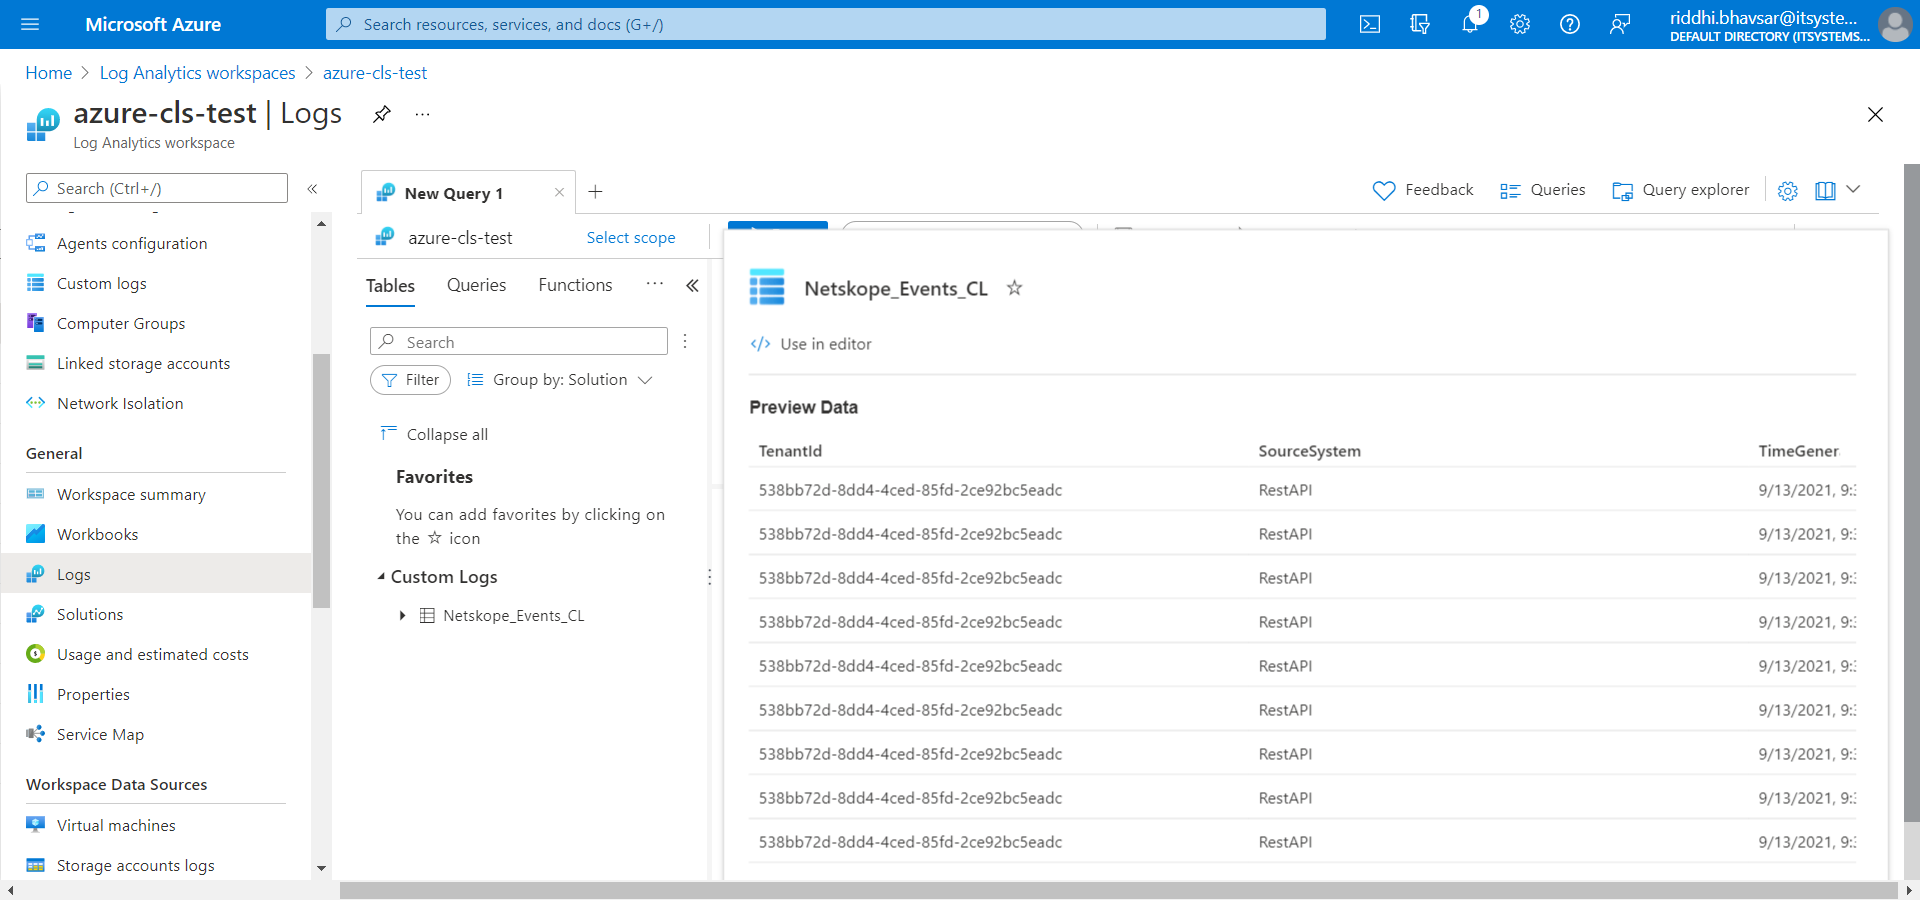 Microsoft Azure
Search resources, services, and docs (G+/)
1
riddhi.bhavsar@itsyste...
DEFAULT DIRECTORY (ITSYSTEMS...
Home > Log Analytics workspaces > azure-cls-test
azure-cls-test | Logs
Log Analytics workspace
Search (Ctrl+/)
Agents configuration
Custom logs
Computer Groups
Linked storage accounts
Network Isolation
General
Workspace summary
Workbooks
Logs
Solutions
Usage and estimated costs
Properties
Service Map
Workspace Data Sources
Virtual machines
Storage accounts logs
New Query 1
Feedback
Queries
Query explorer
azure-cls-test
Select scope
Tables
Queries
Functions
Search
Filter
Group by: Solution
Collapse all
Favorites
You can add favorites by clicking on
the ☆ icon
Custom Logs
Netskope_Events_CL
Netskope_Events_CL
</> Use in editor
Preview Data
TenantId SourceSystem TimeGener
538bb72d-8dd4-4ced-85fd-2ce92bc5eadc RestAPI 9/13/2021, 9:
538bb72d-8dd4-4ced-85fd-2ce92bc5eadc RestAPI 9/13/2021, 9:
538bb72d-8dd4-4ced-85fd-2ce92bc5eadc RestAPI 9/13/2021, 9:
538bb72d-8dd4-4ced-85fd-2ce92bc5eadc RestAPI 9/13/2021, 9:
538bb72d-8dd4-4ced-85fd-2ce92bc5eadc RestAPI 9/13/2021, 9:
538bb72d-8dd4-4ced-85fd-2ce92bc5eadc RestAPI 9/13/2021, 9:
538bb72d-8dd4-4ced-85fd-2ce92bc5eadc RestAPI 9/13/2021, 9:
538bb72d-8dd4-4ced-85fd-2ce92bc5eadc RestAPI 9/13/2021, 9:
538bb72d-8dd4-4ced-85fd-2ce92bc5eadc RestAPI 9/13/2021, 9: